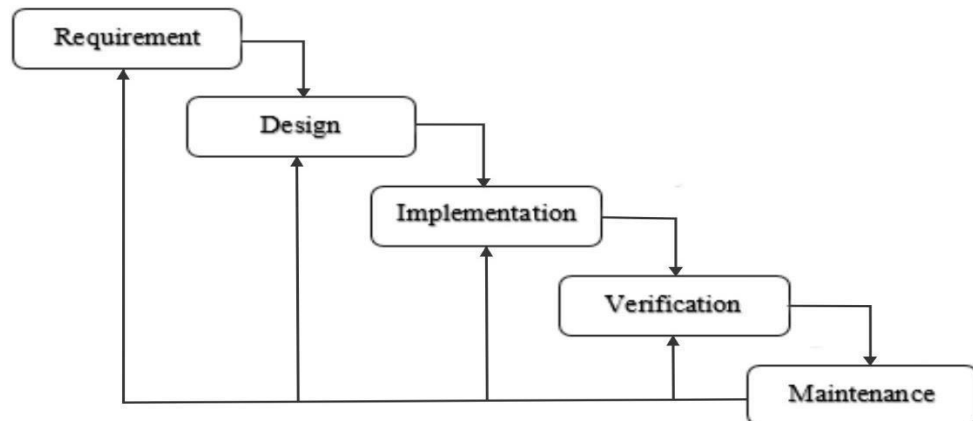 Requirement
Design
Implementation
Verification
Maintenance